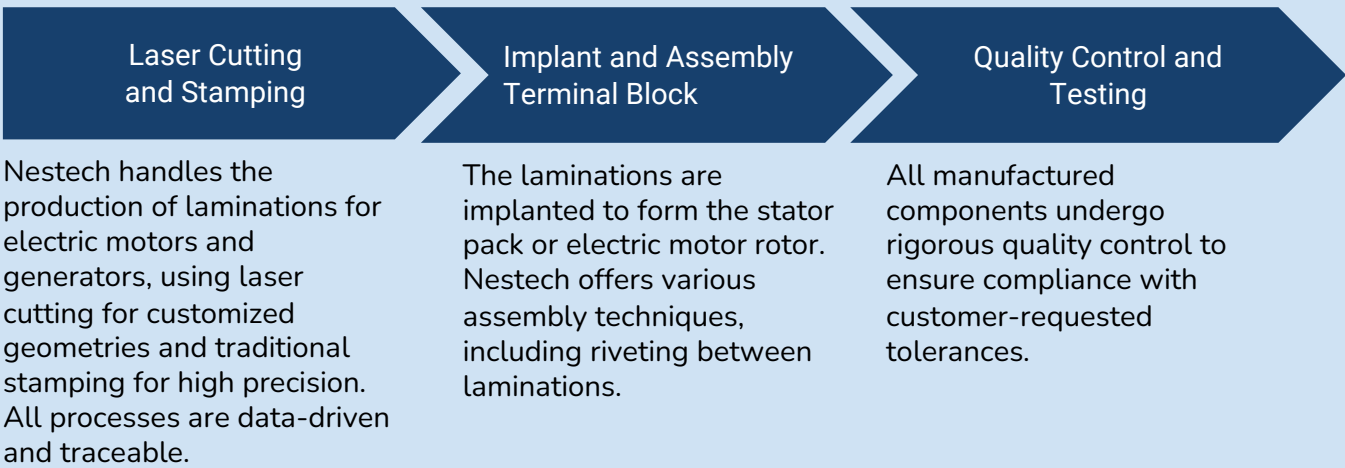 Laser Cutting
and Stamping
Nestech handles the
production of laminations for
electric motors and
generators, using laser
cutting for customized
geometries and traditional
stamping for high precision.
All processes are data-driven
and traceable.
Implant and Assembly
Terminal Block
The laminations are
implanted to form the stator
pack or electric motor rotor.
Nestech offers various
assembly techniques,
including riveting between
laminations.
Quality Control and
Testing
All manufactured
components undergo
rigorous quality control to
ensure compliance with
customer-requested
tolerances.